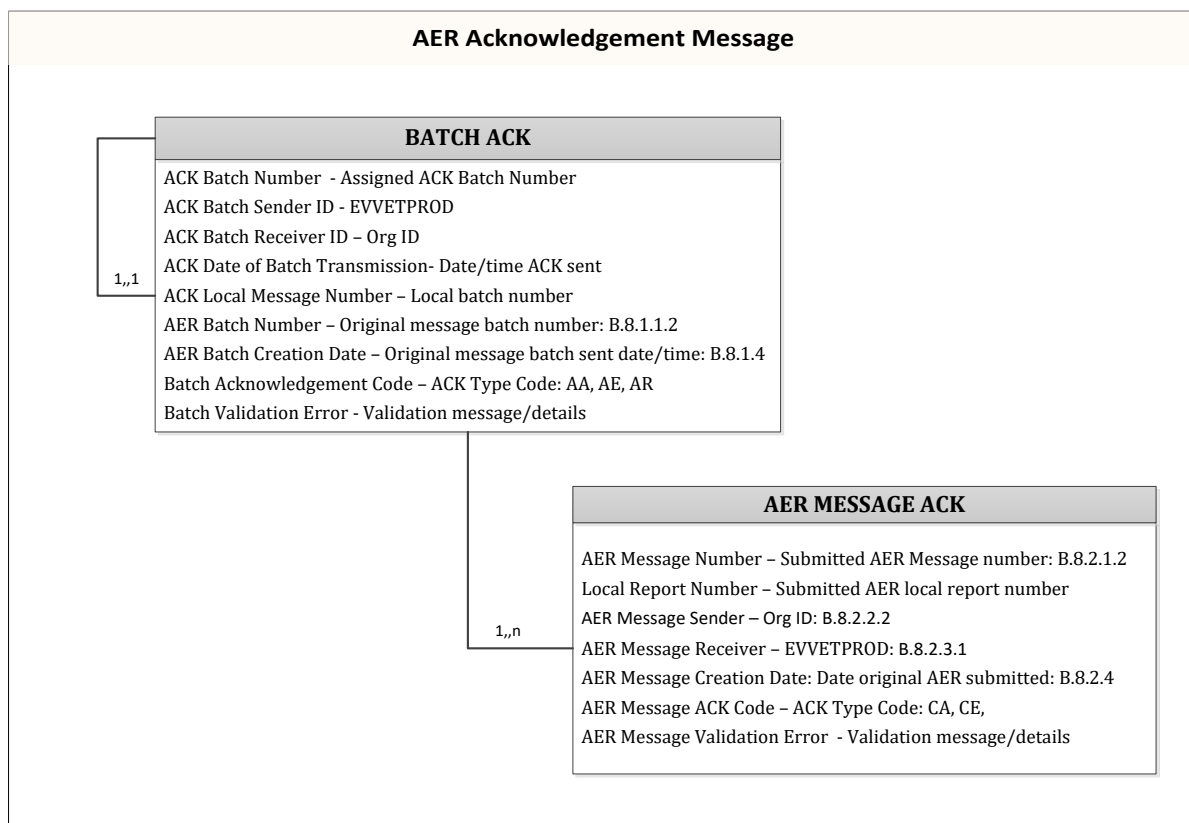 AER Acknowledgement Message
BATCH ACK
ACK Batch Number  - Assigned ACK Batch Number
ACK Batch Sender ID - EVVETPROD
ACK Batch Receiver ID – Org ID
ACK Date of Batch Transmission- Date/time ACK sent
1,,1
ACK Local Message Number – Local batch number
AER Batch Number – Original message batch number: B.8.1.1.2
AER Batch Creation Date – Original message batch sent date/time: B.8.1.4
Batch Acknowledgement Code – ACK Type Code: AA, AE, AR
Batch Validation Error - Validation message/details
AER MESSAGE ACK
AER Message Number – Submitted AER Message number: B.8.2.1.2
Local Report Number – Submitted AER local report number
AER Message Sender – Org ID: B.8.2.2.2
1,,n
AER Message Receiver – EVVETPROD: B.8.2.3.1
AER Message Creation Date: Date original AER submitted: B.8.2.4
AER Message ACK Code – ACK Type Code: CA, CE,
AER Message Validation Error  - Validation message/details